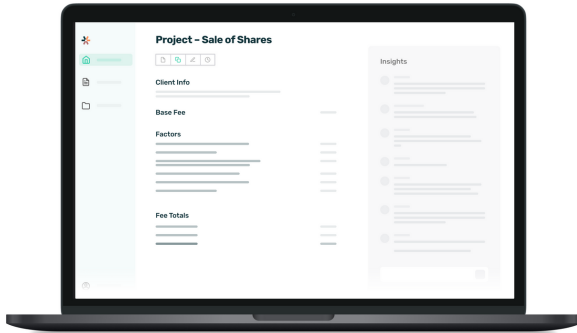 Project – Sale of Shares
Client Info
Base Fee
Factors
Fee Totals
Insights